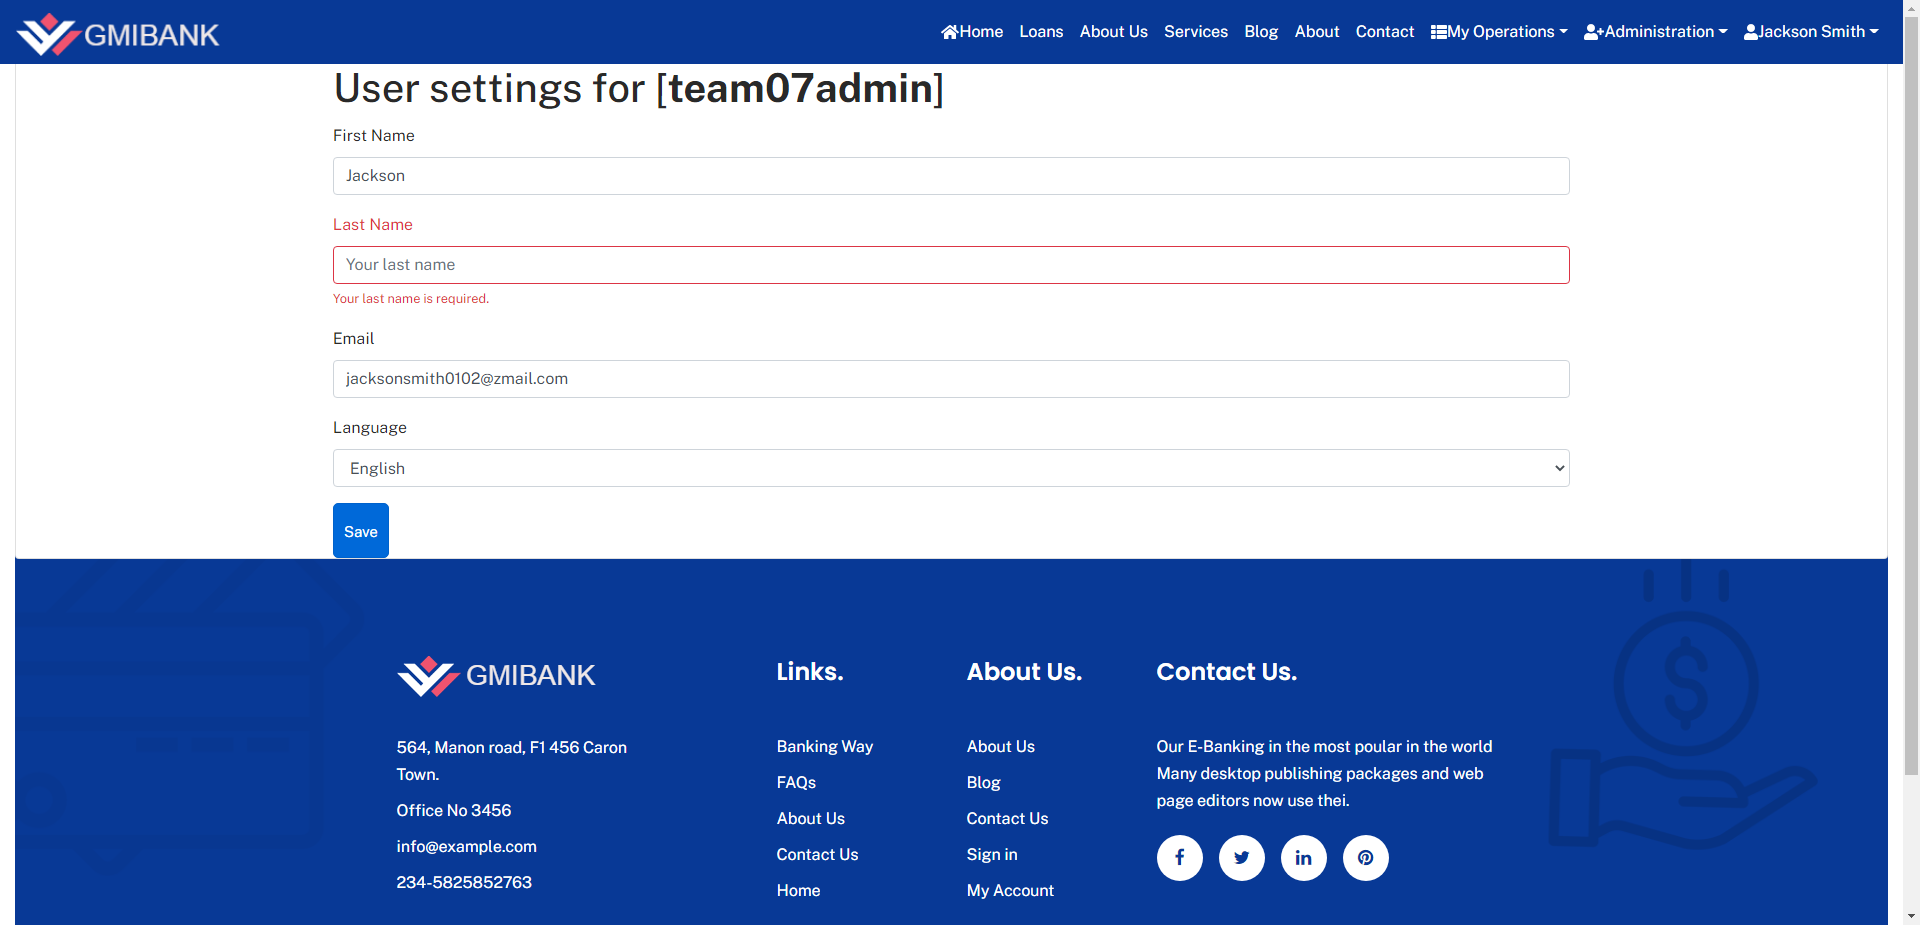 GMIBANK
Home Loans About Us Services Blog About Contact My Operations Administration Jackson Smith
User settings for [team07admin]
First Name
Jackson
Last Name
Your last name
Your last name is required.
Email
jacksonsmith0102@zmail.com
Language
English
Save
GMIBANK
564, Manon road, F1 456 Caron
Town.
Office No 3456
info@example.com
234-5825852763
Links.
Banking Way
FAQs
About Us
Contact Us
Home
About Us.
About Us
Blog
Contact Us
Sign in
My Account
Contact Us.
Our E-Banking in the most poular in the world
Many desktop publishing packages and web
page editors now use thei.